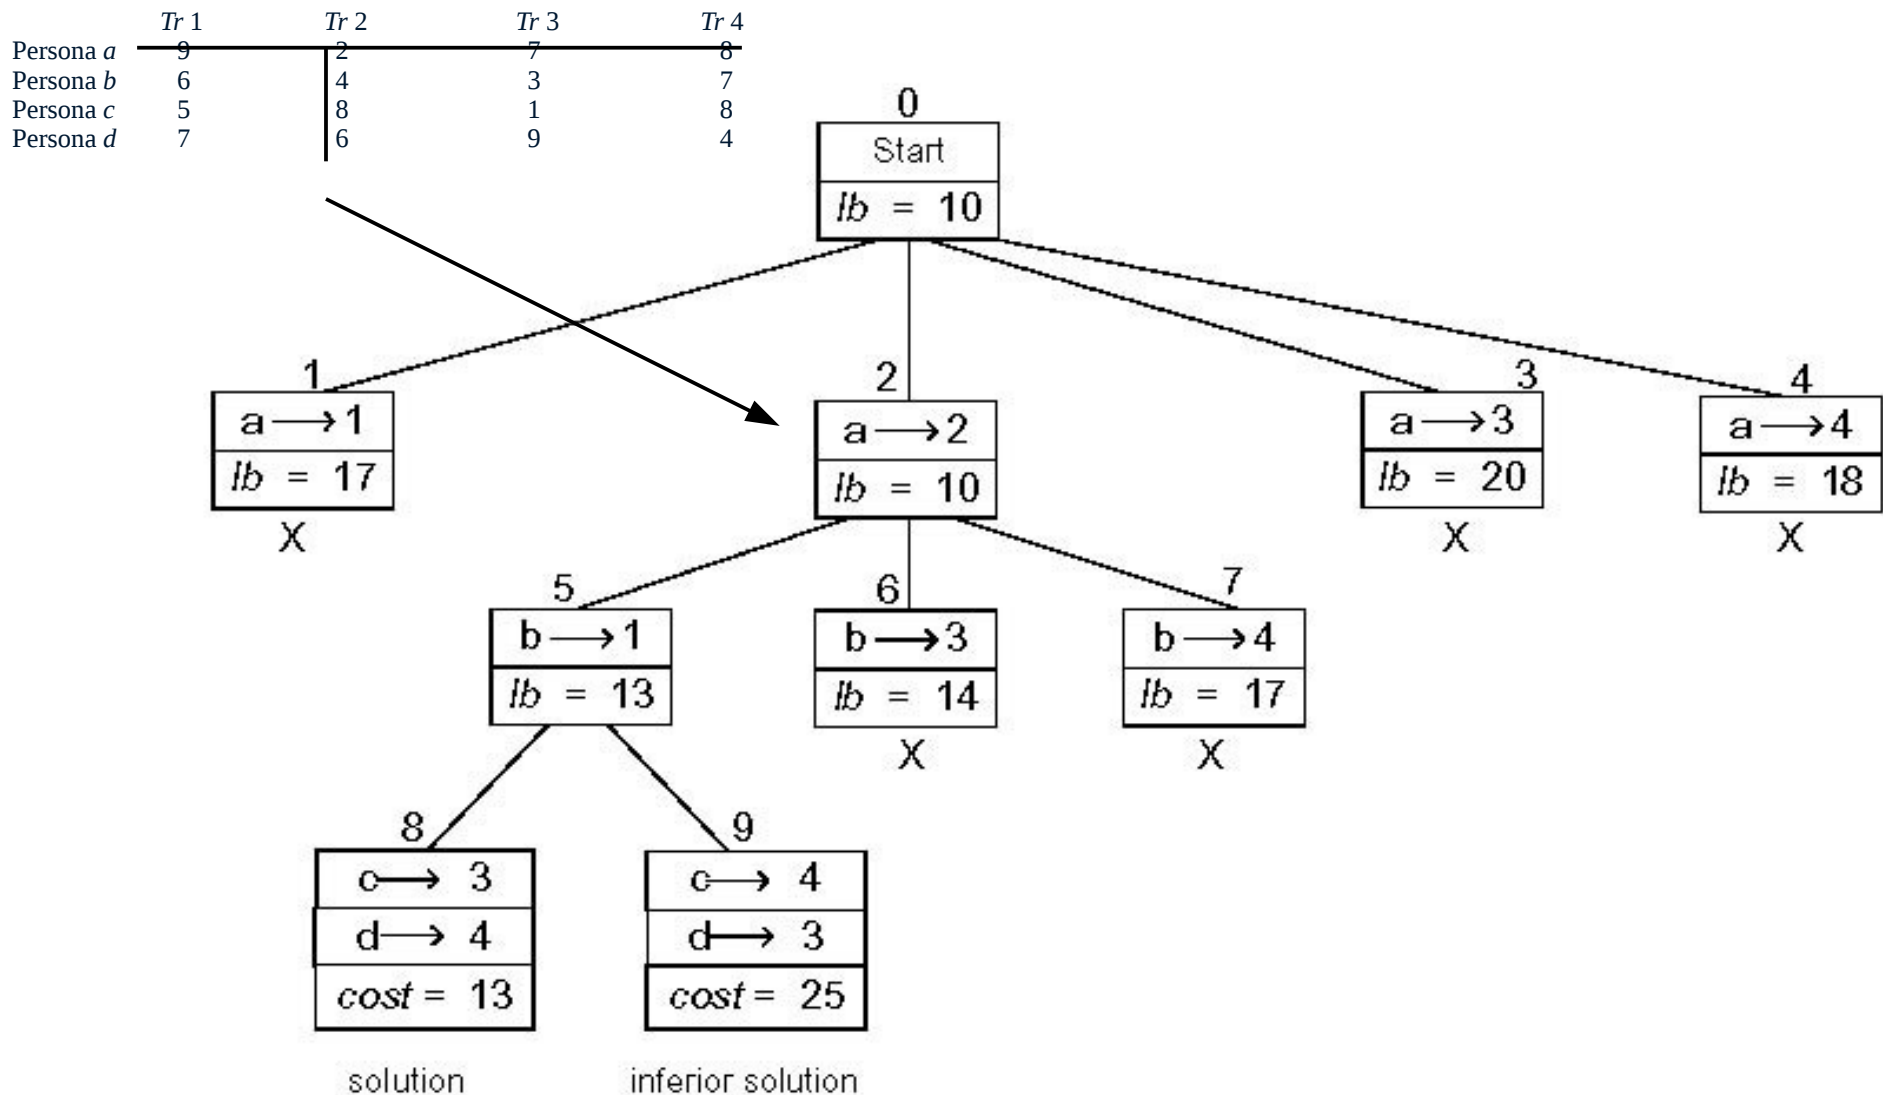 Tr 1 Tr 2 Tr 3 Tr 4
Persona a 9 2 7 8
Persona b 6 4 3 7
Persona c 5 8 1 8
Persona d 7 6 9 4
0
Start
lb = 10
1 2 3 4
a → 1 a → 2 a → 3 a → 4
lb = 17 lb = 10 lb = 20 lb = 18
X X X
5 6 7
b → 1 b → 3 b → 4
lb = 13 lb = 14 lb = 17
X X
8 9
c → 3 c → 4
d → 4 d → 3
cost = 13 cost = 25
solution inferior solution